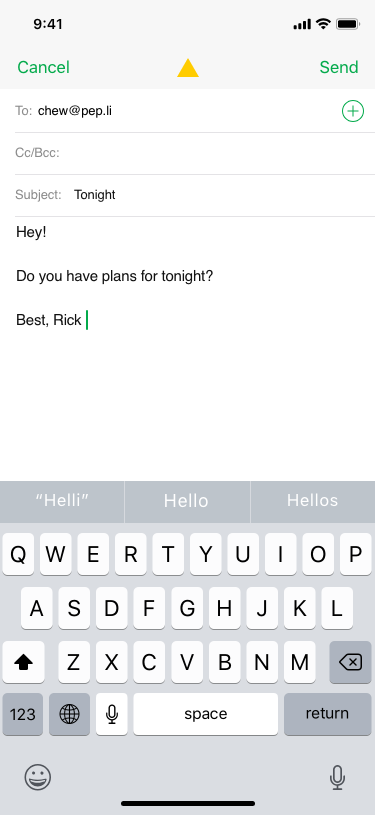 9:41
Cancel Send
To: chew@pep.li
Cc/Bcc:
Subject: Tonight
Hey!
Do you have plans for tonight?
Best, Rick
“Helli” Hello Hellos
Q W E R T Y U I O P
A S D F G H J K L
Z X C V B N M
123 space return